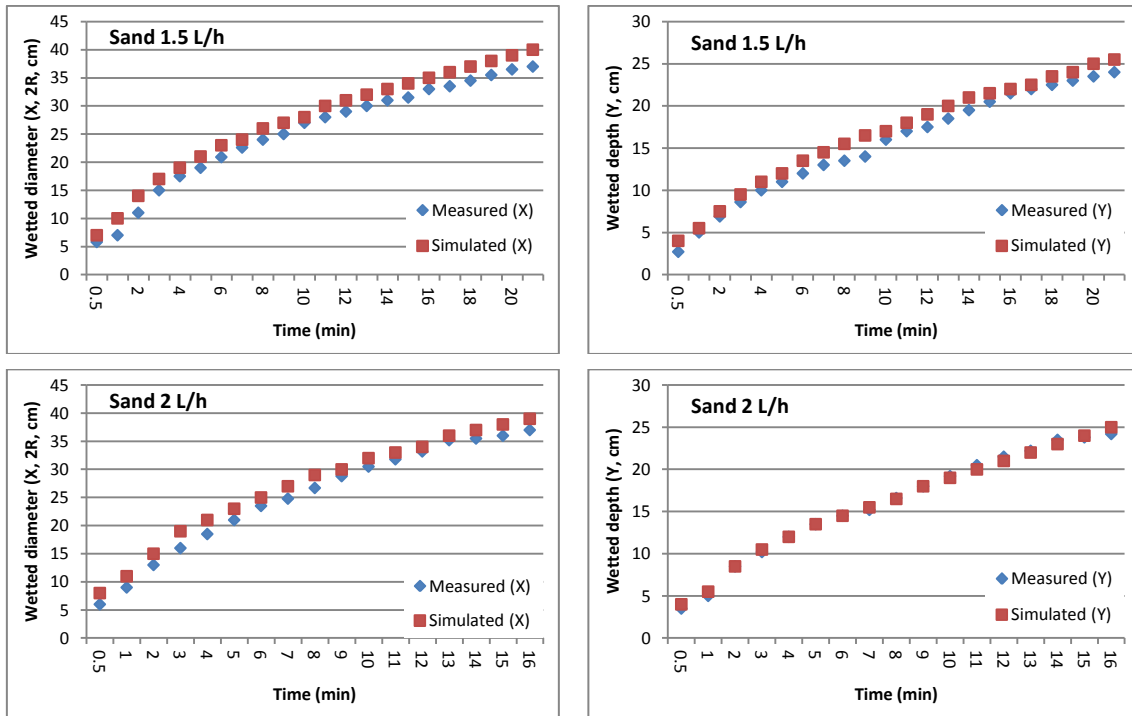 Sand 1.5 L/h
Wetted diameter (X, 2R, cm)
45
40
35
30
25
20
15
10
5
0
Measured (X)
Simulated (X)
0.5 2 4 6 8 10 12 14 16 18 20
Time (min)
Sand 1.5 L/h
Wetted depth (Y, cm)
30
25
20
15
10
5
0
Measured (Y)
Simulated (Y)
0.5 2 4 6 8 10 12 14 16 18 20
Time (min)
Sand 2 L/h
Wetted diameter (X, 2R, cm)
45
40
35
30
25
20
15
10
5
0
Measured (X)
Simulated (X)
0.5 1 2 3 4 5 6 7 8 9 10 11 12 13 14 15 16
Time (min)
Sand 2 L/h
Wetted depth (Y, cm)
30
25
20
15
10
5
0
Measured (Y)
Simulated (Y)
0.5 1 2 3 4 5 6 7 8 9 10 11 12 13 14 15 16
Time (min)